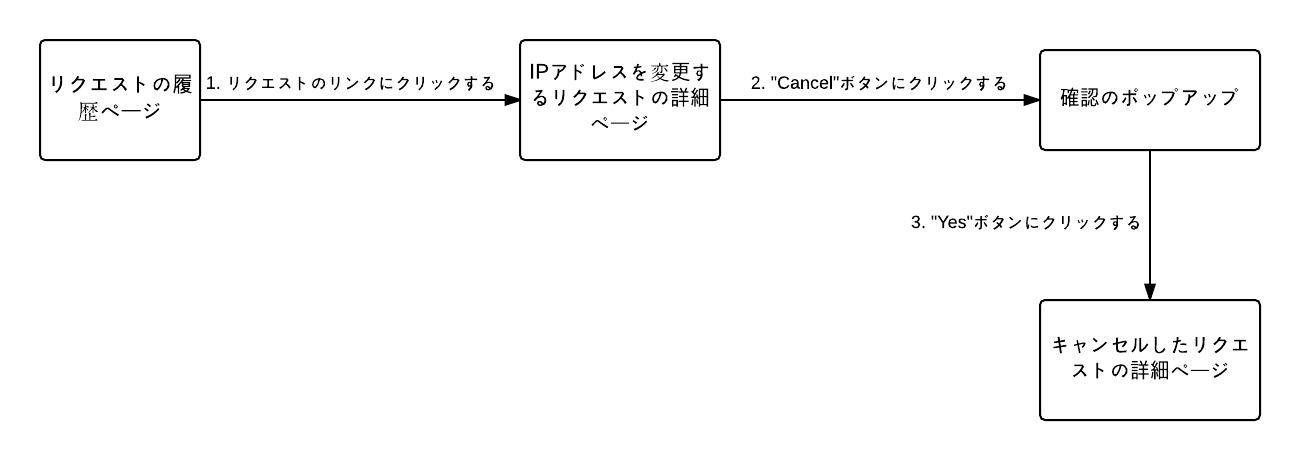 リクエストの履
歴ページ
1. リクエストのリンクにクリックする
IPアドレスを変更す
るリクエストの詳細
ページ
2. "Cancel"ボタンにクリックする
確認のポップアップ
3. "Yes"ボタンにクリックする
キャンセルしたリクエ
ストの詳細ページ